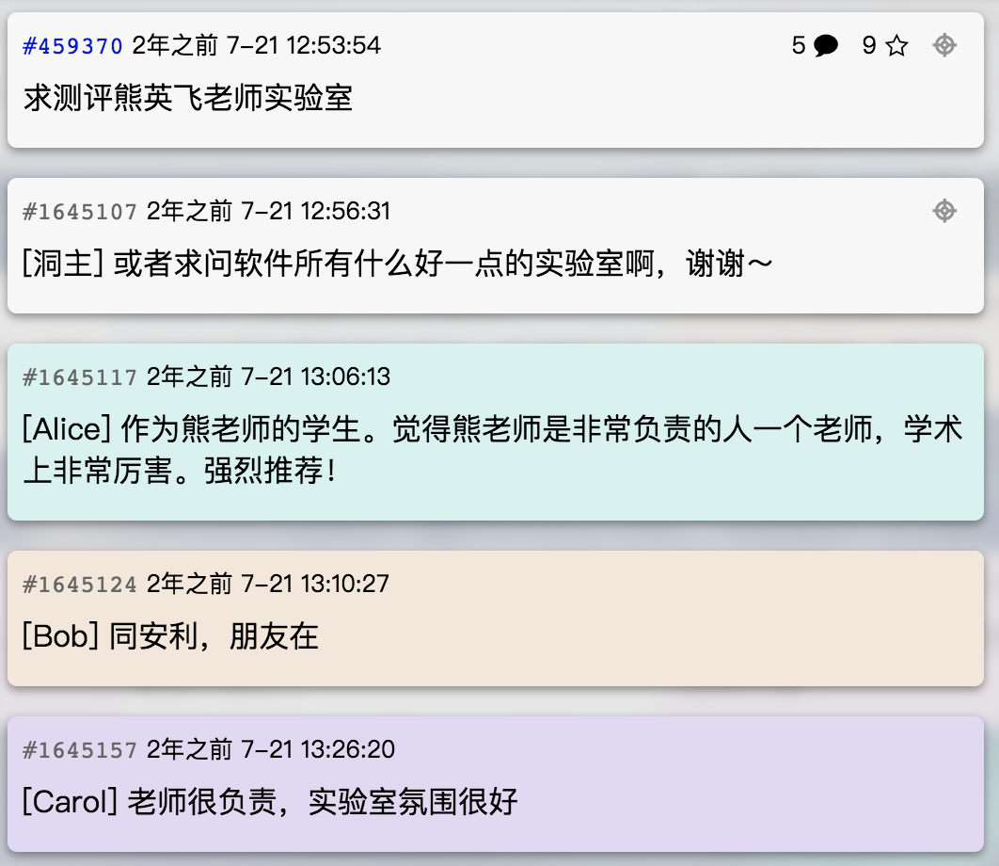 #459370 2年之前 7-21 12:53:54 5 9
求测评熊英飞老师实验室
#1645107 2年之前 7-21 12:56:31
[洞主] 或者求问软件所有什么好一点的实验室啊，谢谢～
#1645117 2年之前 7-21 13:06:13
[Alice] 作为熊老师的学生。觉得熊老师是非常负责的人一个老师，学术
上非常厉害。强烈推荐！
#1645124 2年之前 7-21 13:10:27
[Bob] 同安利，朋友在
#1645157 2年之前 7-21 13:26:20
[Carol] 老师很负责，实验室氛围很好